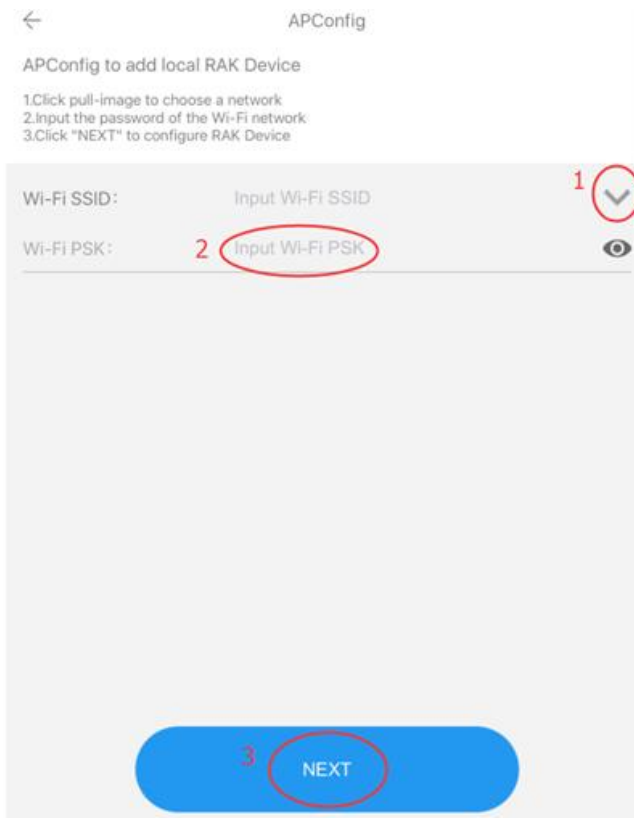 APConfig
APConfig to add local RAK Device
1.Click pull-image to choose a network
2.Input the password of the Wi-Fi network
3.Click "NEXT" to configure RAK Device
Wi-Fi SSID: Input Wi-Fi SSID 1
Wi-Fi PSK: 2 Input Wi-Fi PSK
3 NEXT